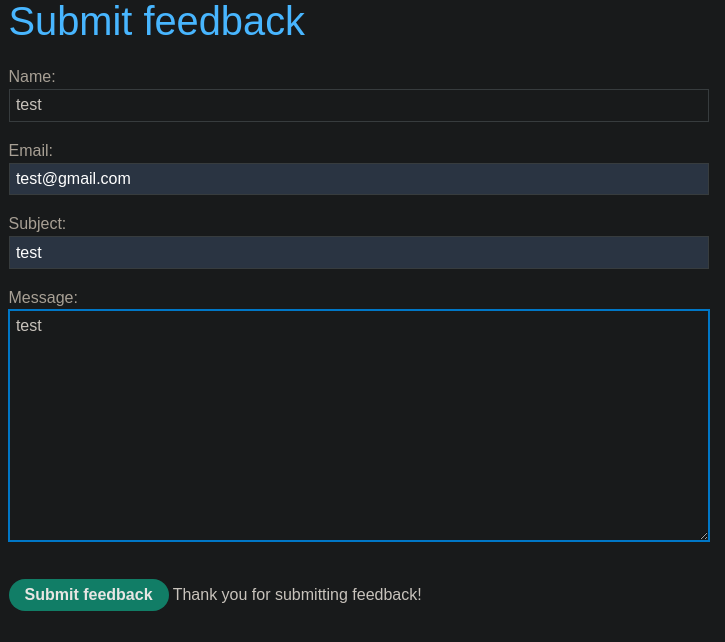 Submit feedback
Name:
test
Email:
test@gmail.com
Subject:
test
Message:
test
Submit feedback Thank you for submitting feedback!